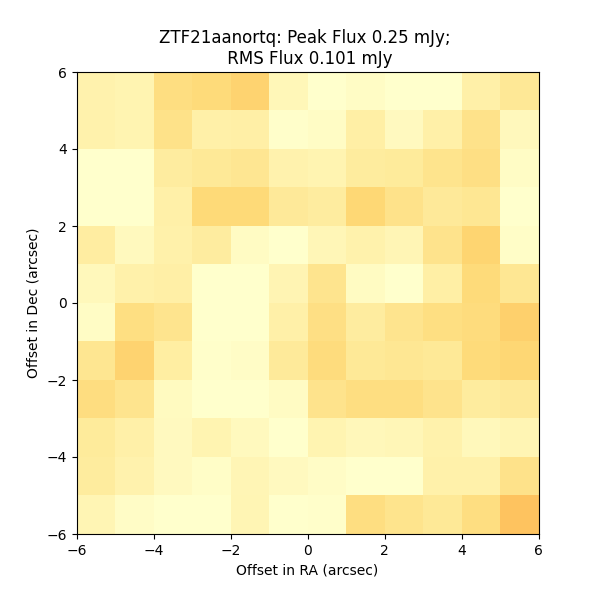 ZTF21aanortq: Peak Flux 0.25 mJy;
RMS Flux 0.101 mJy
6
4
2
0
−2
−4
−6
Offset in Dec (arcsec)
−6 −4 −2 0 2 4 6
Offset in RA (arcsec)